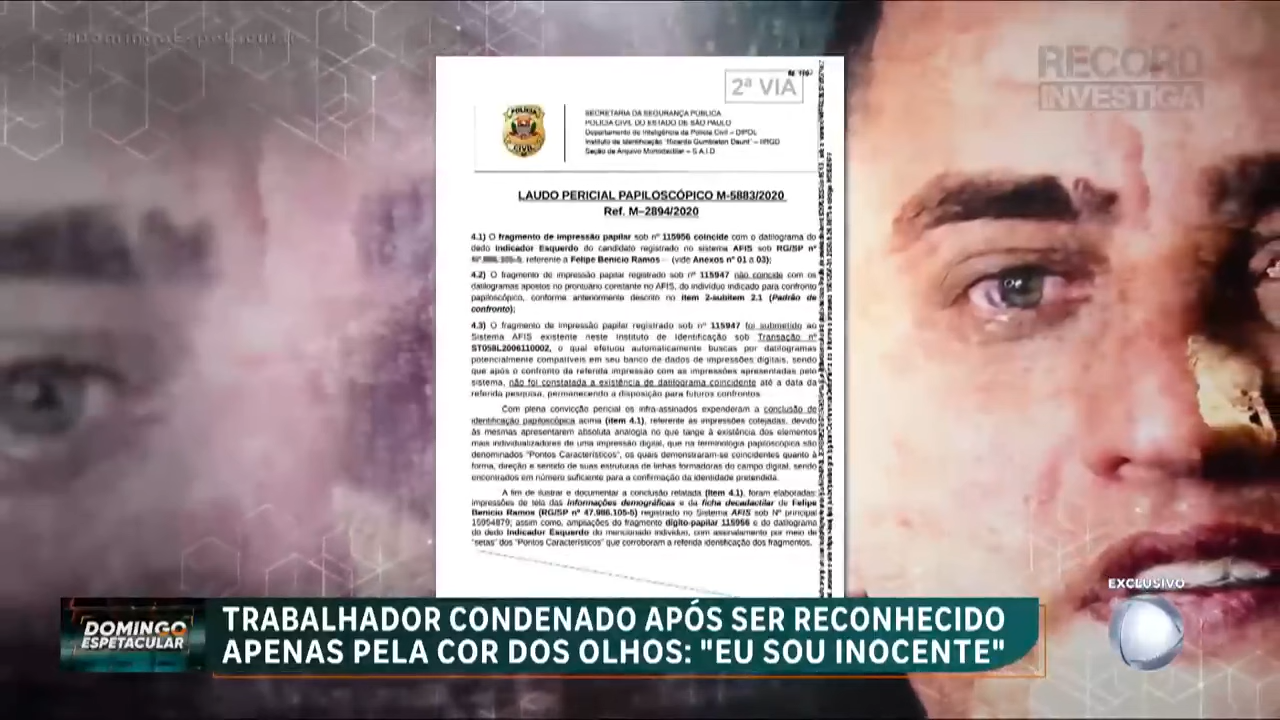 #DomingoEspetacular
RECORD
INVESTIGA
2ª VIA
POLÍCIA
CIVIL
SECRETARIA DA SEGURANÇA PÚBLICA
POLÍCIA CIVIL DO ESTADO DE SÃO PAULO
Departamento de Inteligência da Polícia Civil – DIPOL
Instituto de Identificação "Ricardo Gumbleton Daunt" – IIRGD
Seção de Arquivo Monodactilar – S.A.I.D
LAUDO PERICIAL PAPILOSCÓPICO M-5883/2020
Ref. M–2894/2020
4.1) O fragmento de impressão papilar sob nº 115956 coincide com o datilograma do
dedo Indicador Esquerdo do candidato registrado no sistema AFIS sob RG/SP nº
referente a Felipe Benício Ramos – (vide Anexos nº 01 a 03);
4.2) O fragmento de impressão papilar registrado sob nº 115947 não coincide com os
datilogramas apostos no prontuário constante no AFIS, do indivíduo indicado para confronto
papiloscópico, conforme anteriormente descrito no Item 2-subitem 2.1 (Padrão de
confronto);
4.3) O fragmento de impressão papilar registrado sob nº 115947 foi submetido ao
Sistema AFIS existente neste Instituto de Identificação sob Transação nº
ST058L2006110002, o qual efetuou automaticamente buscas por datilogramas
potencialmente compatíveis em seu banco de dados de impressões digitais, sendo
que após o confronto da referida impressão com as impressões apresentadas pelo
sistema, não foi constatada a existência de datilograma coincidente até a data da
referida pesquisa, permanecendo a disposição para futuros confrontos.
Com plena convicção pericial os infra-assinados expenderam a conclusão de
identificação papiloscópica acima (item 4.1), referente as impressões cotejadas, devido
às mesmas apresentarem absoluta analogia no que tange à existência dos elementos
mais individualizadores de uma impressão digital, que na terminologia papiloscópica são
denominados "Pontos Característicos", os quais demonstraram-se coincidentes quanto à
forma, direção e sentido de suas estruturas de linhas formadoras do campo digital, sendo
encontrados em número suficiente para a confirmação da identidade pretendida.
A fim de ilustrar e documentar a conclusão relatada (item 4.1), foram elaboradas:
impressões de tela das informações demográficas e da ficha decadactilar de Felipe
Benício Ramos (RG/SP nº 47.986.105-5) registrado no Sistema AFIS sob Nº principal
15954879; assim como, ampliações do fragmento dígito-papilar 115956 e do datilograma
do dedo Indicador Esquerdo do mencionado indivíduo, com assinalamento por meio de
"setas" dos "Pontos Característicos" que corroboram a referida identificação dos fragmentos.
EXCLUSIVO
DOMINGO
ESPETACULAR
TRABALHADOR CONDENADO APÓS SER RECONHECIDO
APENAS PELA COR DOS OLHOS: "EU SOU INOCENTE"